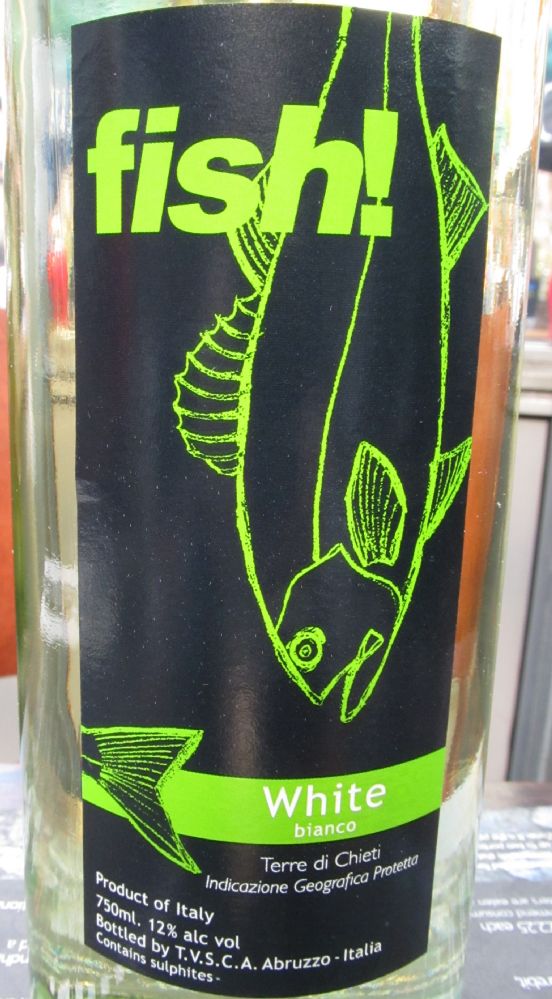 fish!
White
bianco
Terre di Chieti
Indicazione Geografica Protetta
Product of Italy
750ml. 12% alc vol
Bottled by T.V.S.C.A. Abruzzo - Italia
Contains sulphites -